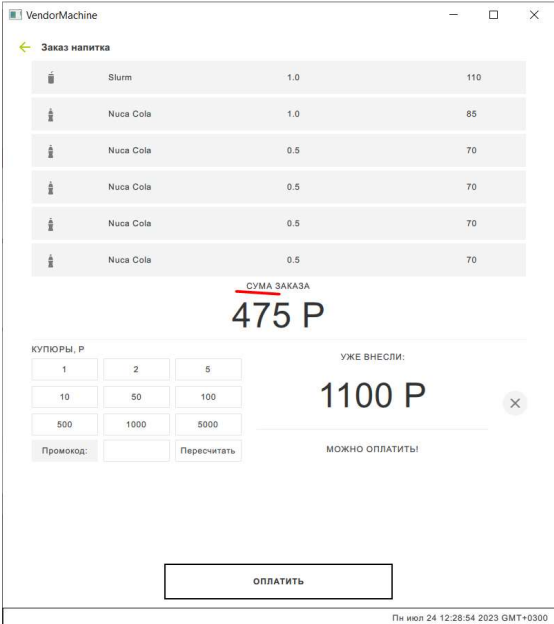 VendorMachine
Заказ напитка
Slurm 1.0 110
Nuca Cola 1.0 85
Nuca Cola 0.5 70
Nuca Cola 0.5 70
Nuca Cola 0.5 70
Nuca Cola 0.5 70
СУМА ЗАКАЗА
475 Р
КУПЮРЫ, Р
УЖЕ ВНЕСЛИ:
1 2 5
10 50 100
1100 Р
500 1000 5000
Промокод: Пересчитать
МОЖНО ОПЛАТИТЬ!
ОПЛАТИТЬ
Пн июл 24 12:28:54 2023 GMT+0300